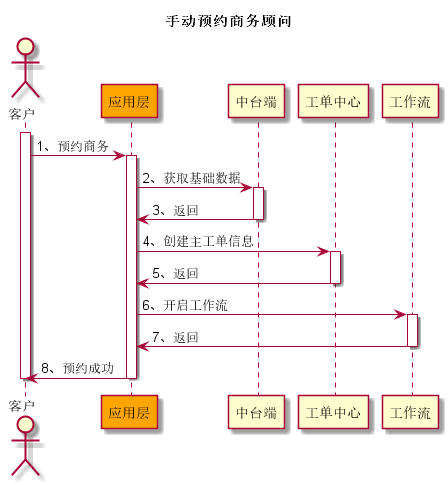 手动预约商务顾问
客户
应用层
中台端
工单中心
工作流
1、预约商务
2、获取基础数据
3、返回
4、创建主工单信息
5、返回
6、开启工作流
7、返回
8、预约成功
客户
应用层
中台端
工单中心
工作流